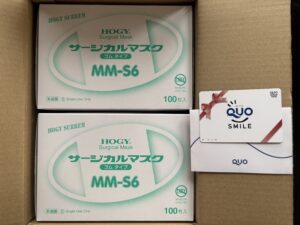 HOGY SURKEN
HOGY
Surgical Mask
サージカルマスク
ゴムタイプ
MM-S6
100枚入
HOGY SURKEN
HOGY
Surgical Mask
サージカルマスク
ゴムタイプ
MM-S6
100枚入
QUO
SMILE
QUO